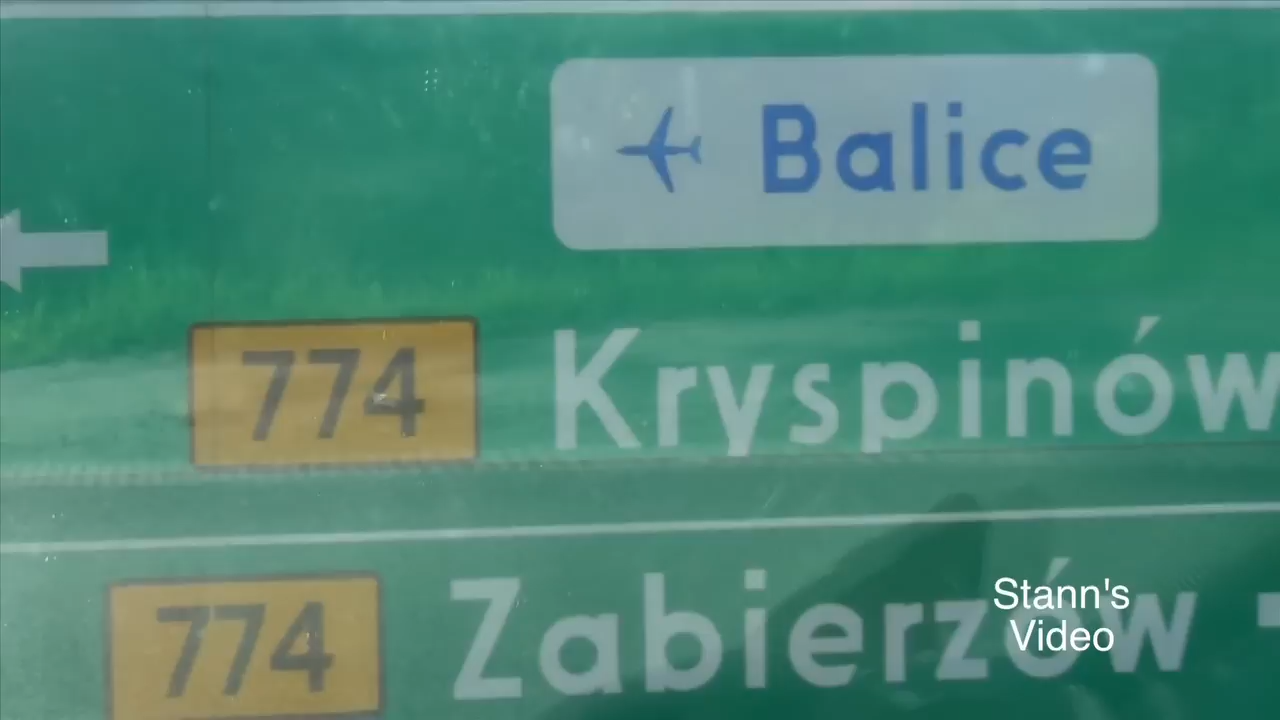 Balice
774 Kryspinów
774 Zabierzów
Stann's
Video